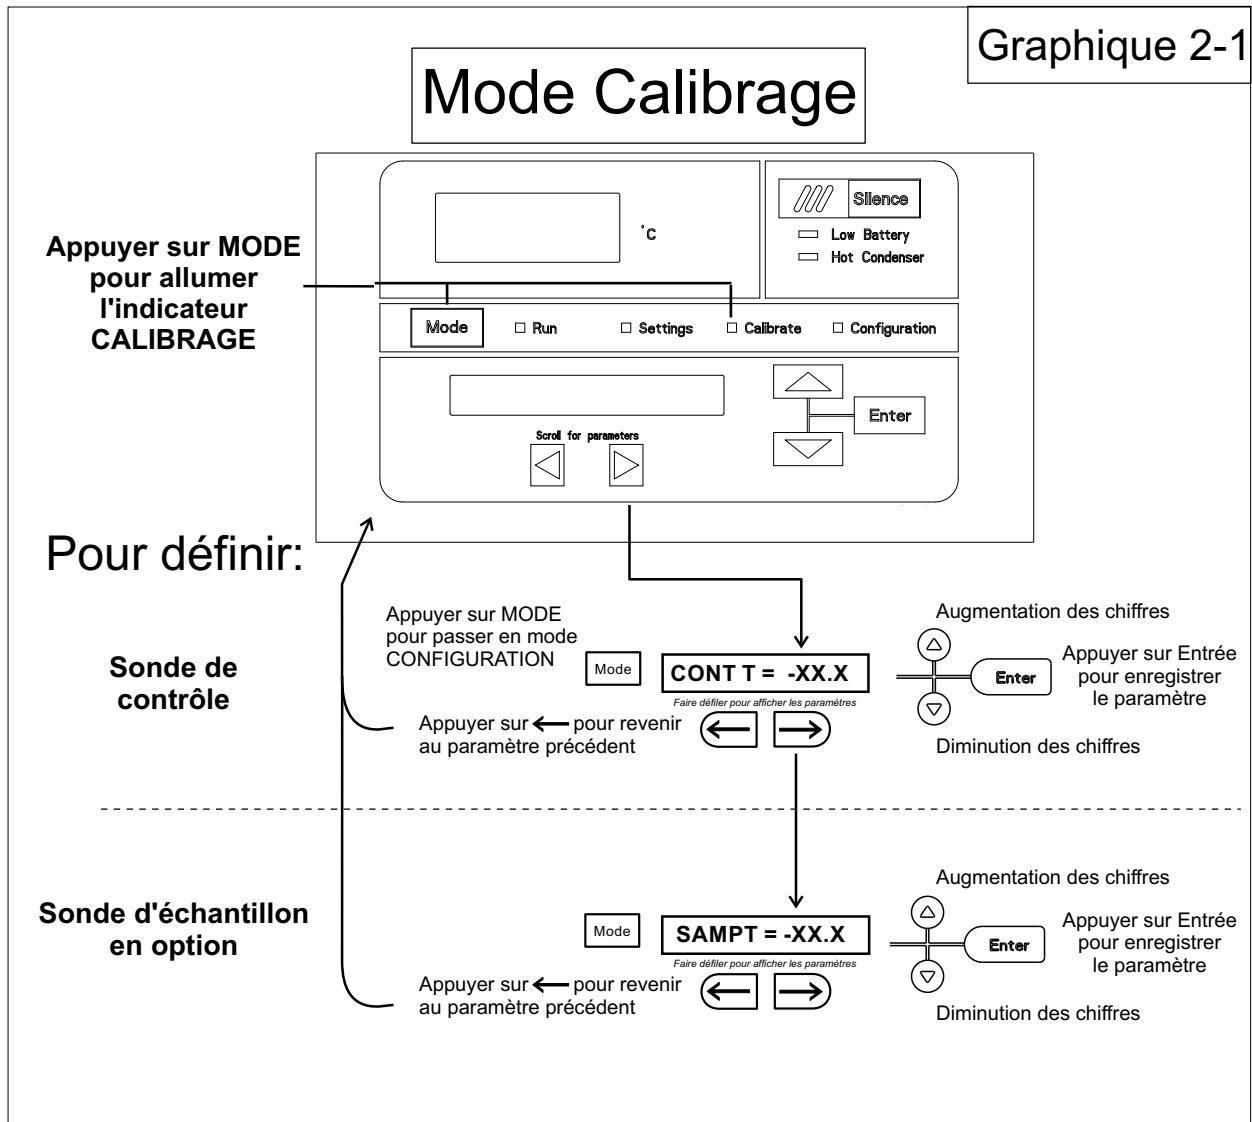 Graphique 2-1
Mode Calibrage
Silence
°C
Low Battery
Hot Condenser
Appuyer sur MODE
pour allumer
l'indicateur
CALIBRAGE
Mode
Run
Settings
Calibrate
Configuration
Enter
Scroll for parameters
Pour définir:
Sonde de
contrôle
Appuyer sur MODE
pour passer en mode
CONFIGURATION
Mode
CONT T = -XX.X
Faire défiler pour afficher les paramètres
Appuyer sur ← pour revenir
au paramètre précédent
Augmentation des chiffres
Enter
Appuyer sur Entrée
pour enregistrer
le paramètre
Diminution des chiffres
Sonde d'échantillon
en option
Mode
SAMPT = -XX.X
Faire défiler pour afficher les paramètres
Appuyer sur ← pour revenir
au paramètre précédent
Augmentation des chiffres
Enter
Appuyer sur Entrée
pour enregistrer
le paramètre
Diminution des chiffres